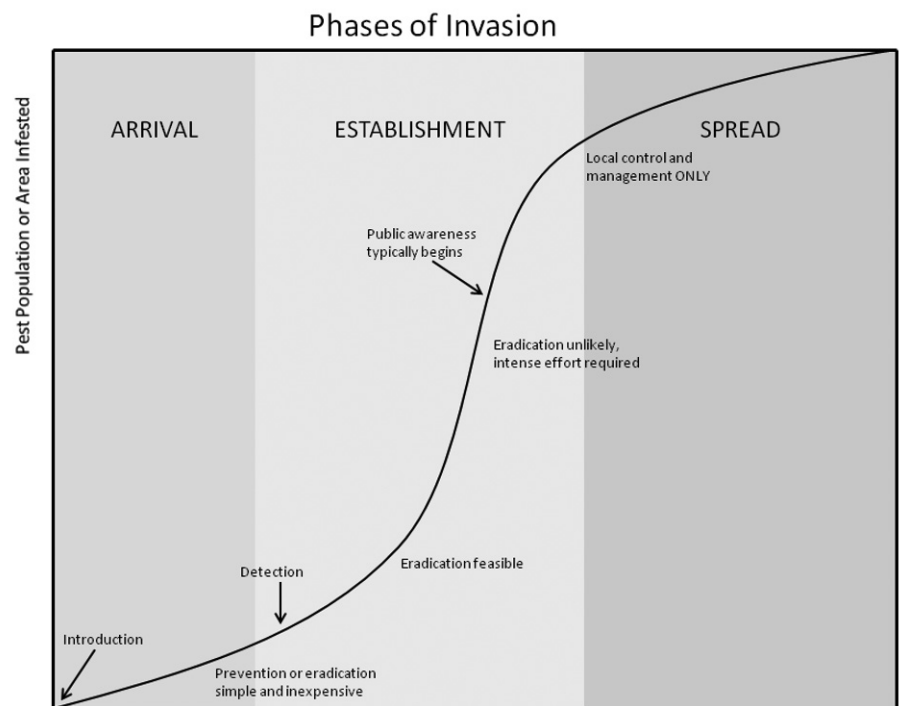 Phases of Invasion
Pest Population or Area Infested
ARRIVAL
ESTABLISHMENT
SPREAD
Local control and
management ONLY
Public awareness
typically begins
Eradication unlikely,
intense effort required
Eradication feasible
Detection
Introduction
Prevention or eradication
simple and inexpensive